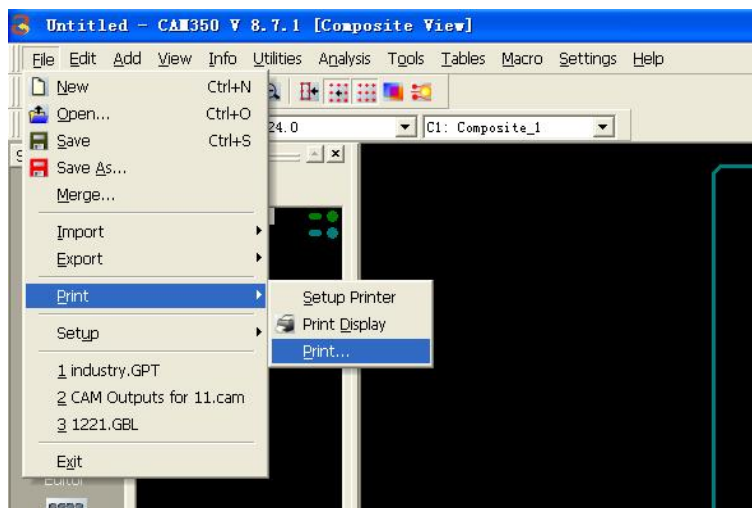 Untitled - CAM350 V 8.7.1 [Composite View]
File Edit Add View Info Utilities Analysis Tools Tables Macro Settings Help
New Ctrl+N
Open... Ctrl+O
24.0 C1: Composite_1
Save Ctrl+S
Save As...
Merge...
Import
Export
Print
Setup Printer
Print Display
Print...
Setup
1 industry.GPT
2 CAM Outputs for 11.cam
3 1221.GBL
Exit
Editor